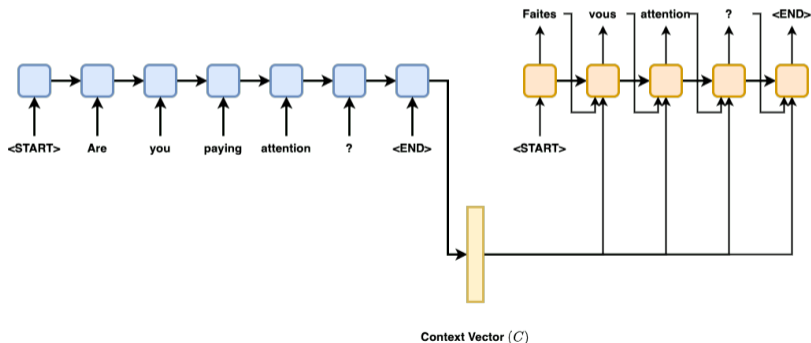 Faites vous attention ? <END>
<START> Are you paying attention ? <END> <START>
Context Vector (C)